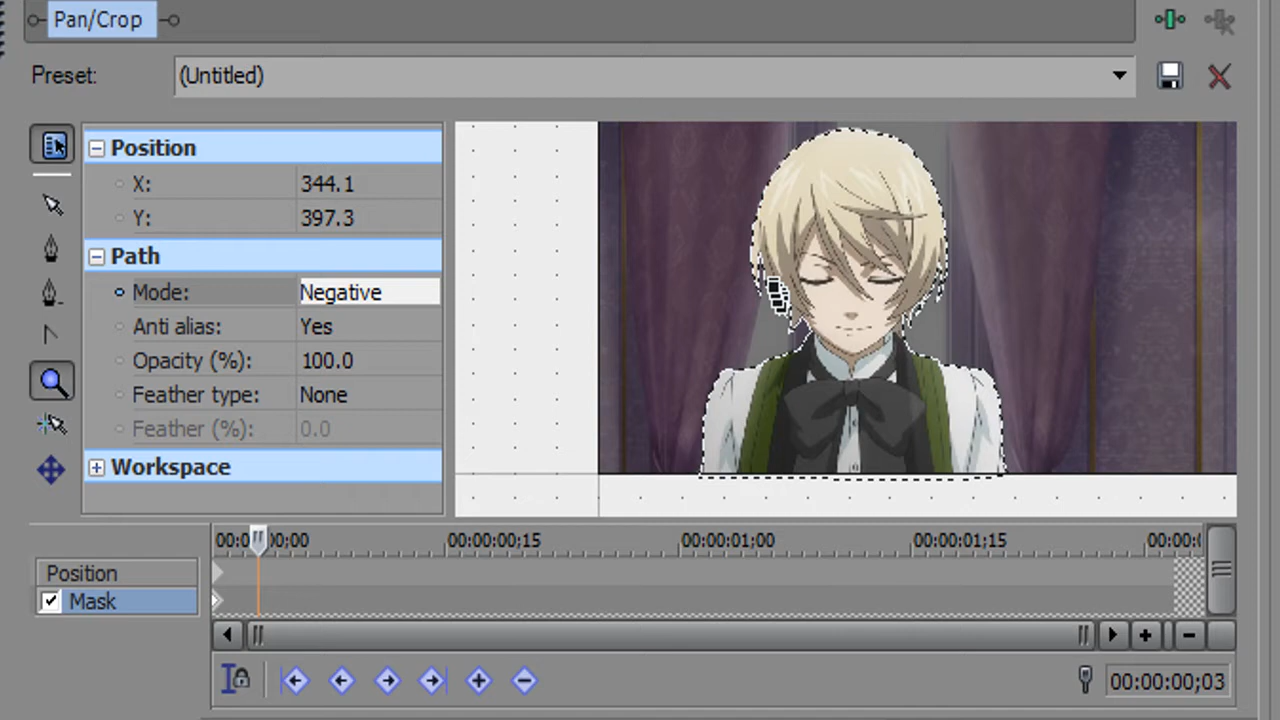 Pan/Crop
Preset: (Untitled)
Position
X: 344.1
Y: 397.3
Path
Mode: Negative
Anti alias: Yes
Opacity (%): 100.0
Feather type: None
Feather (%): 0.0
Workspace
00:00:00;15 00:00:01;00 00:00:01;15
Position
Mask
00:00:00;03